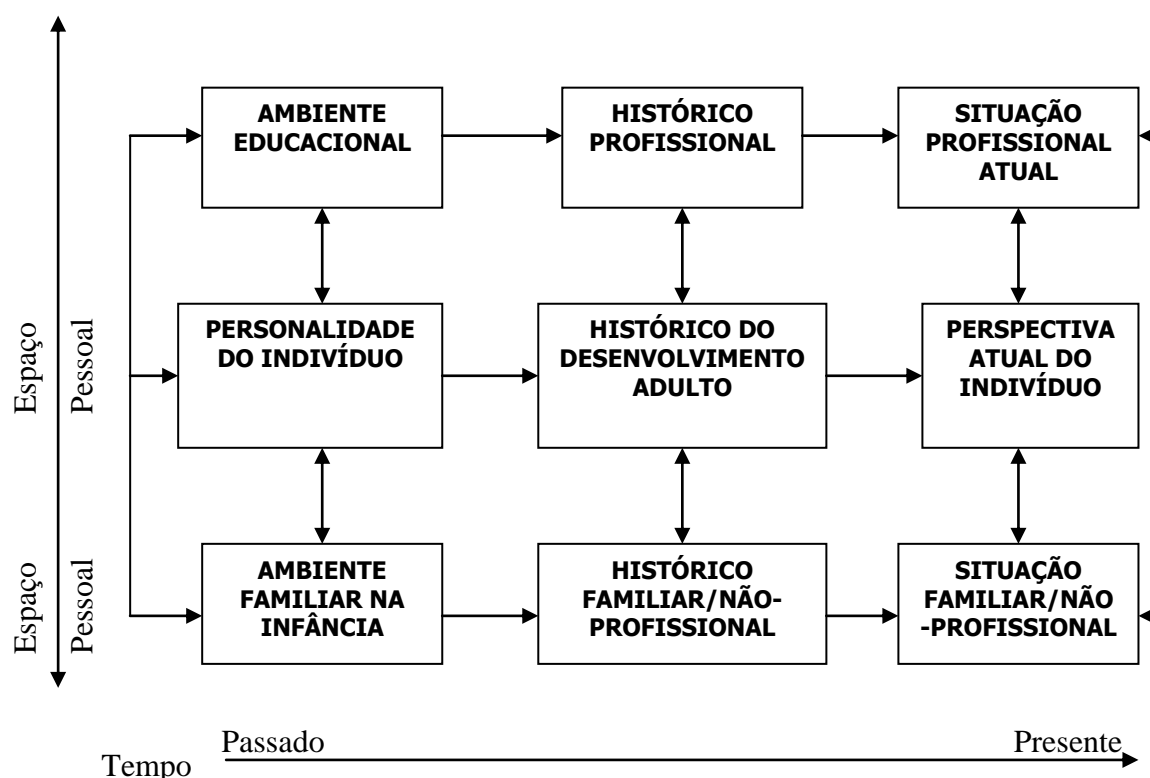 AMBIENTE
EDUCACIONAL
HISTÓRICO
PROFISSIONAL
SITUAÇÃO
PROFISSIONAL
ATUAL
Espaço
Pessoal
PERSONALIDADE
DO INDIVÍDUO
HISTÓRICO DO
DESENVOLVIMENTO
ADULTO
PERSPECTIVA
ATUAL DO
INDIVÍDUO
Espaço
Pessoal
AMBIENTE
FAMILIAR NA
INFÂNCIA
HISTÓRICO
FAMILIAR/NÃO-
PROFISSIONAL
SITUAÇÃO
FAMILIAR/NÃO
-PROFISSIONAL
Passado
Presente
Tempo